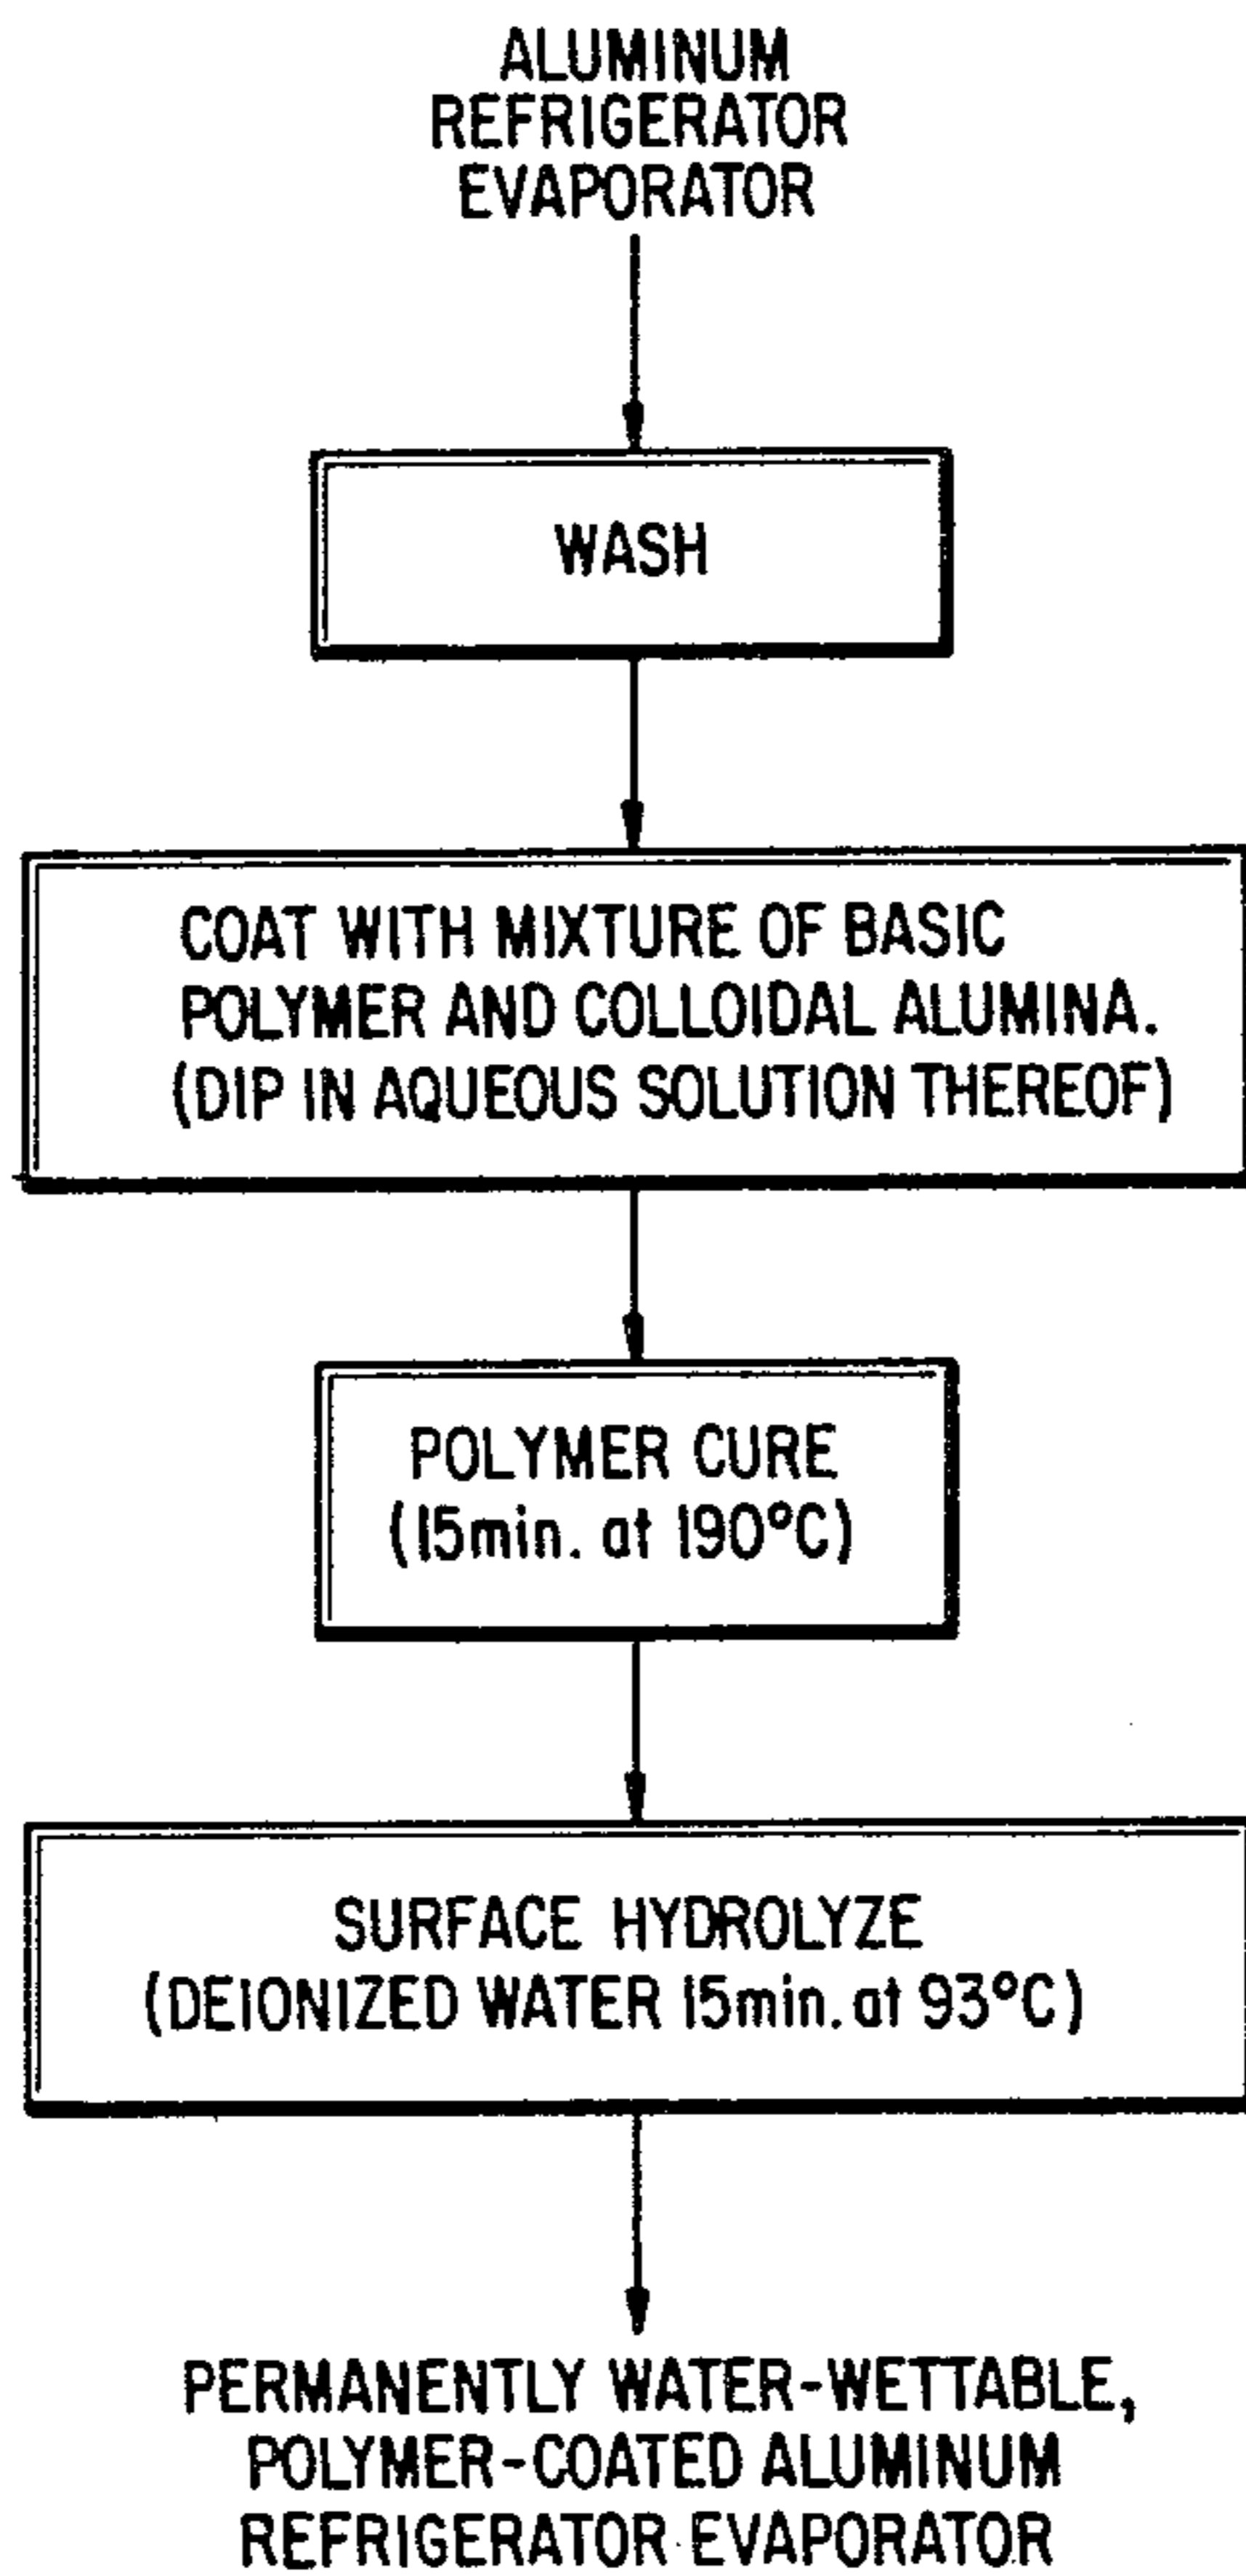 ALUMINUM
REFRIGERATOR
EVAPORATOR
WASH
COAT WITH MIXTURE OF BASIC
POLYMER AND COLLOIDAL ALUMINA.
(DIP IN AQUEOUS SOLUTION THEREOF)
POLYMER CURE
(15min. at 190°C)
SURFACE HYDROLYZE
(DEIONIZED WATER 15min. at 93°C)
PERMANENTLY WATER-WETTABLE,
POLYMER-COATED ALUMINUM
REFRIGERATOR EVAPORATOR